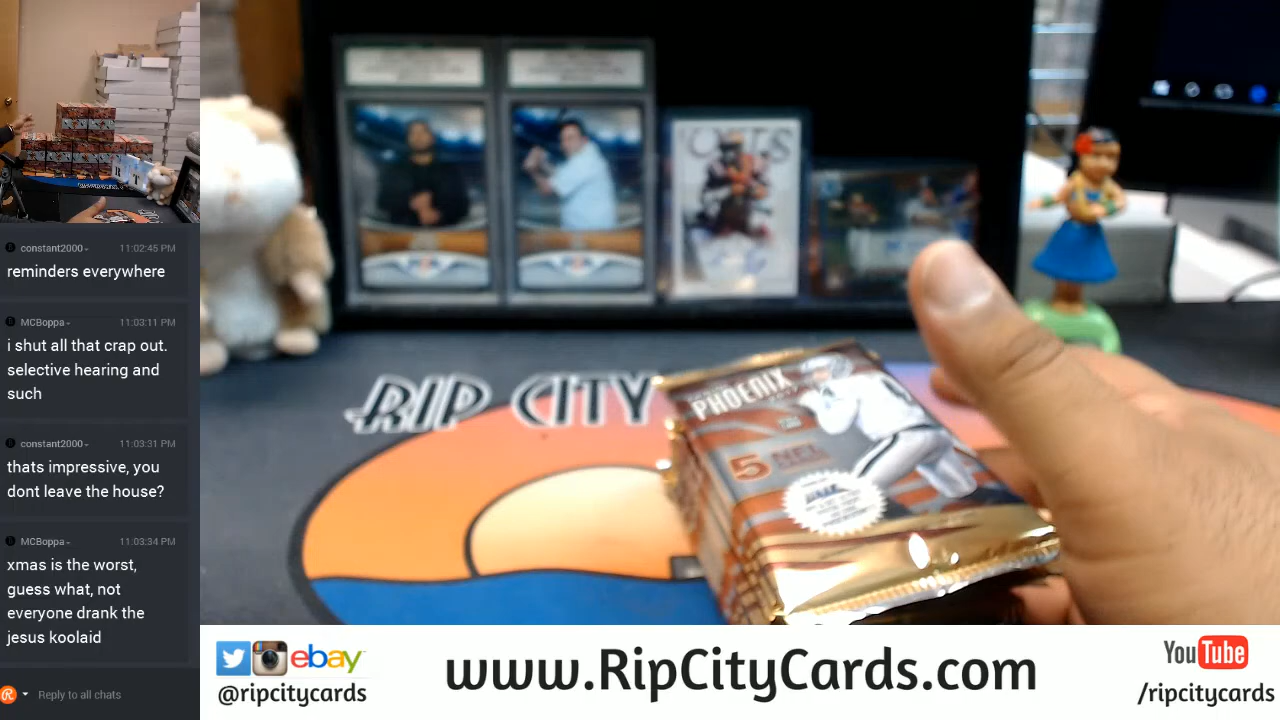 constant2000
11:02:45 PM
reminders everywhere
MCBoppa
11:03:11 PM
i shut all that crap out.
selective hearing and
such
constant2000
11:03:31 PM
thats impressive, you
dont leave the house?
MCBoppa
11:03:34 PM
xmas is the worst,
guess what, not
everyone drank the
jesus koolaid
Reply to all chats
RIP CITY
PHOENIX
5 NFL
ebay
@ripcitycards
www.RipCityCards.com
YouTube
/ripcitycards